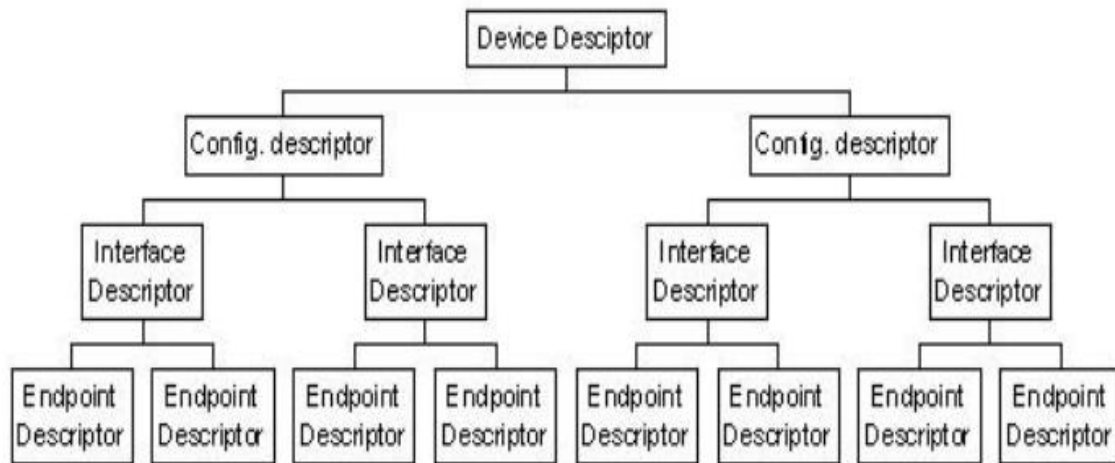 Device Desciptor
Config. descriptor
Config. descriptor
Interface
Descriptor
Interface
Descriptor
Interface
Descriptor
Interface
Descriptor
Endpoint
Descriptor
Endpoint
Descriptor
Endpoint
Descriptor
Endpoint
Descriptor
Endpoint
Descriptor
Endpoint
Descriptor
Endpoint
Descriptor
Endpoint
Descriptor